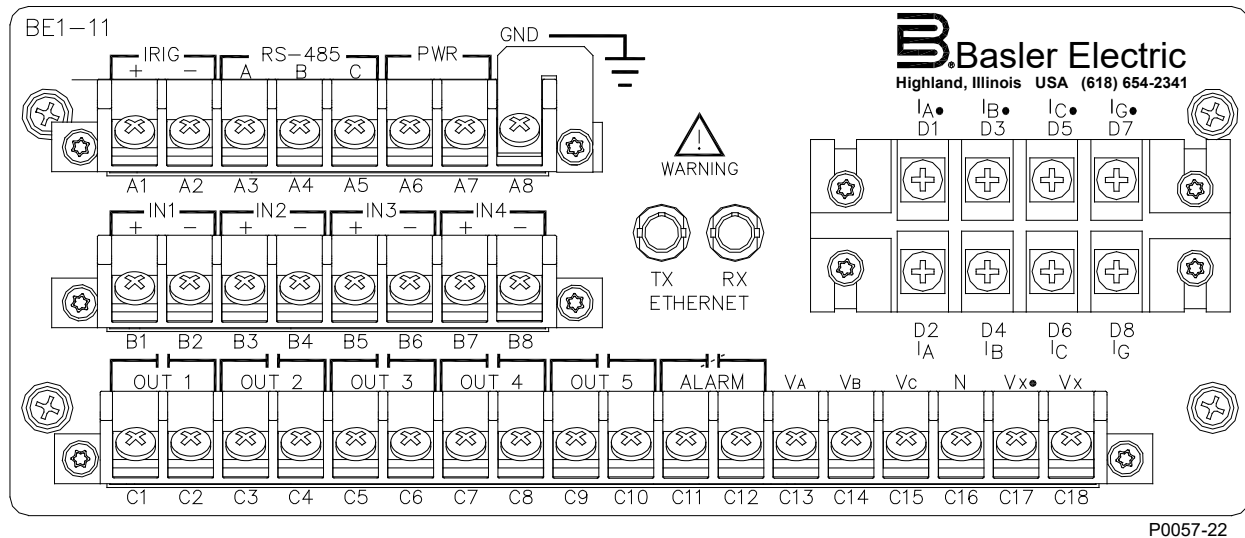 BE1-11
GND
Basler Electric
Highland, Illinois USA (618) 654-2341
IRIG RS-485 PWR
+ - A B C
A1 A2 A3 A4 A5 A6 A7 A8
WARNING
IA• IB• IC• IG•
D1 D3 D5 D7
IN1 IN2 IN3 IN4
+ - + - + - + -
B1 B2 B3 B4 B5 B6 B7 B8
TX RX
ETHERNET
D2 D4 D6 D8
IA IB IC IG
OUT 1 OUT 2 OUT 3 OUT 4 OUT 5 ALARM VA VB VC N VX• VX
C1 C2 C3 C4 C5 C6 C7 C8 C9 C10 C11 C12 C13 C14 C15 C16 C17 C18
P0057-22